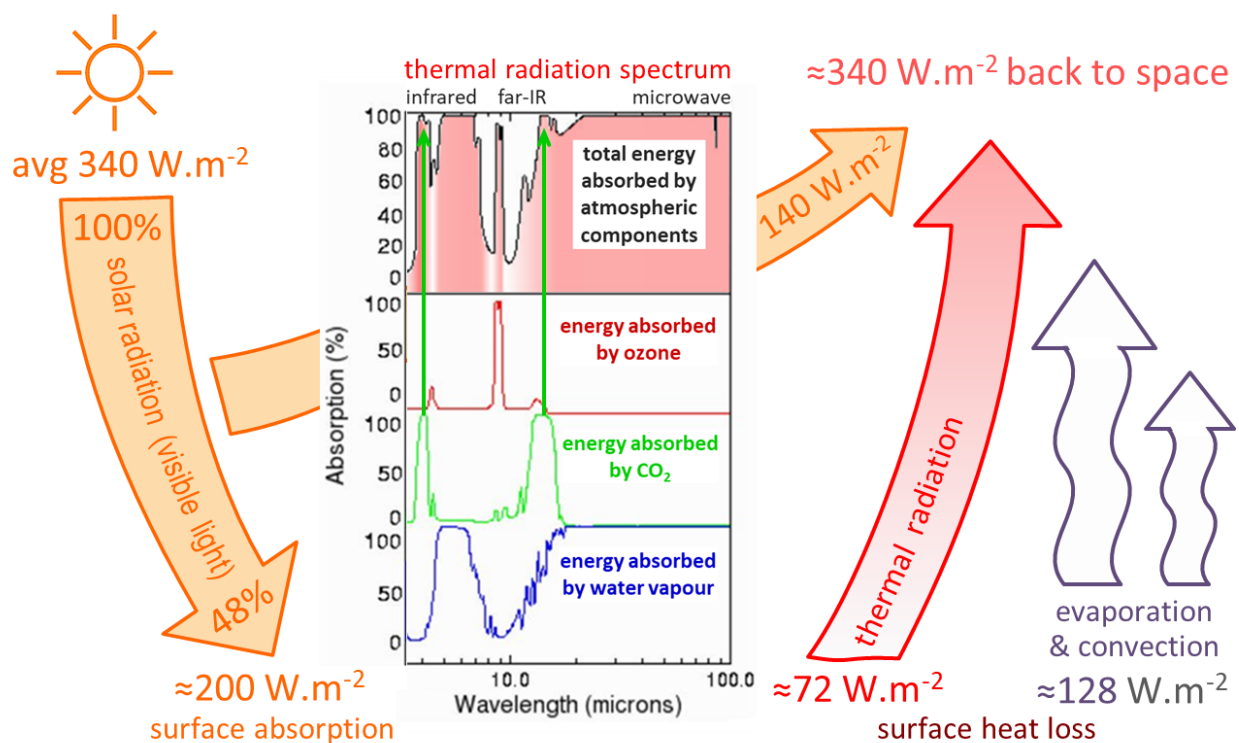 avg 340 W.m⁻²
100%
solar radiation (visible light)
48%
≈200 W.m⁻²
surface absorption
thermal radiation spectrum
infrared far-IR microwave
100
80
60
40
20
0
total energy
absorbed by
atmospheric
components
100
50
0
energy absorbed
by ozone
100
50
0
energy absorbed
by CO₂
100
50
0
energy absorbed
by water vapour
Absorption (%)
10.0 100.0
Wavelength (microns)
≈340 W.m⁻² back to space
140 W.m⁻²
thermal radiation
≈72 W.m⁻²
evaporation
& convection
≈128 W.m⁻²
surface heat loss